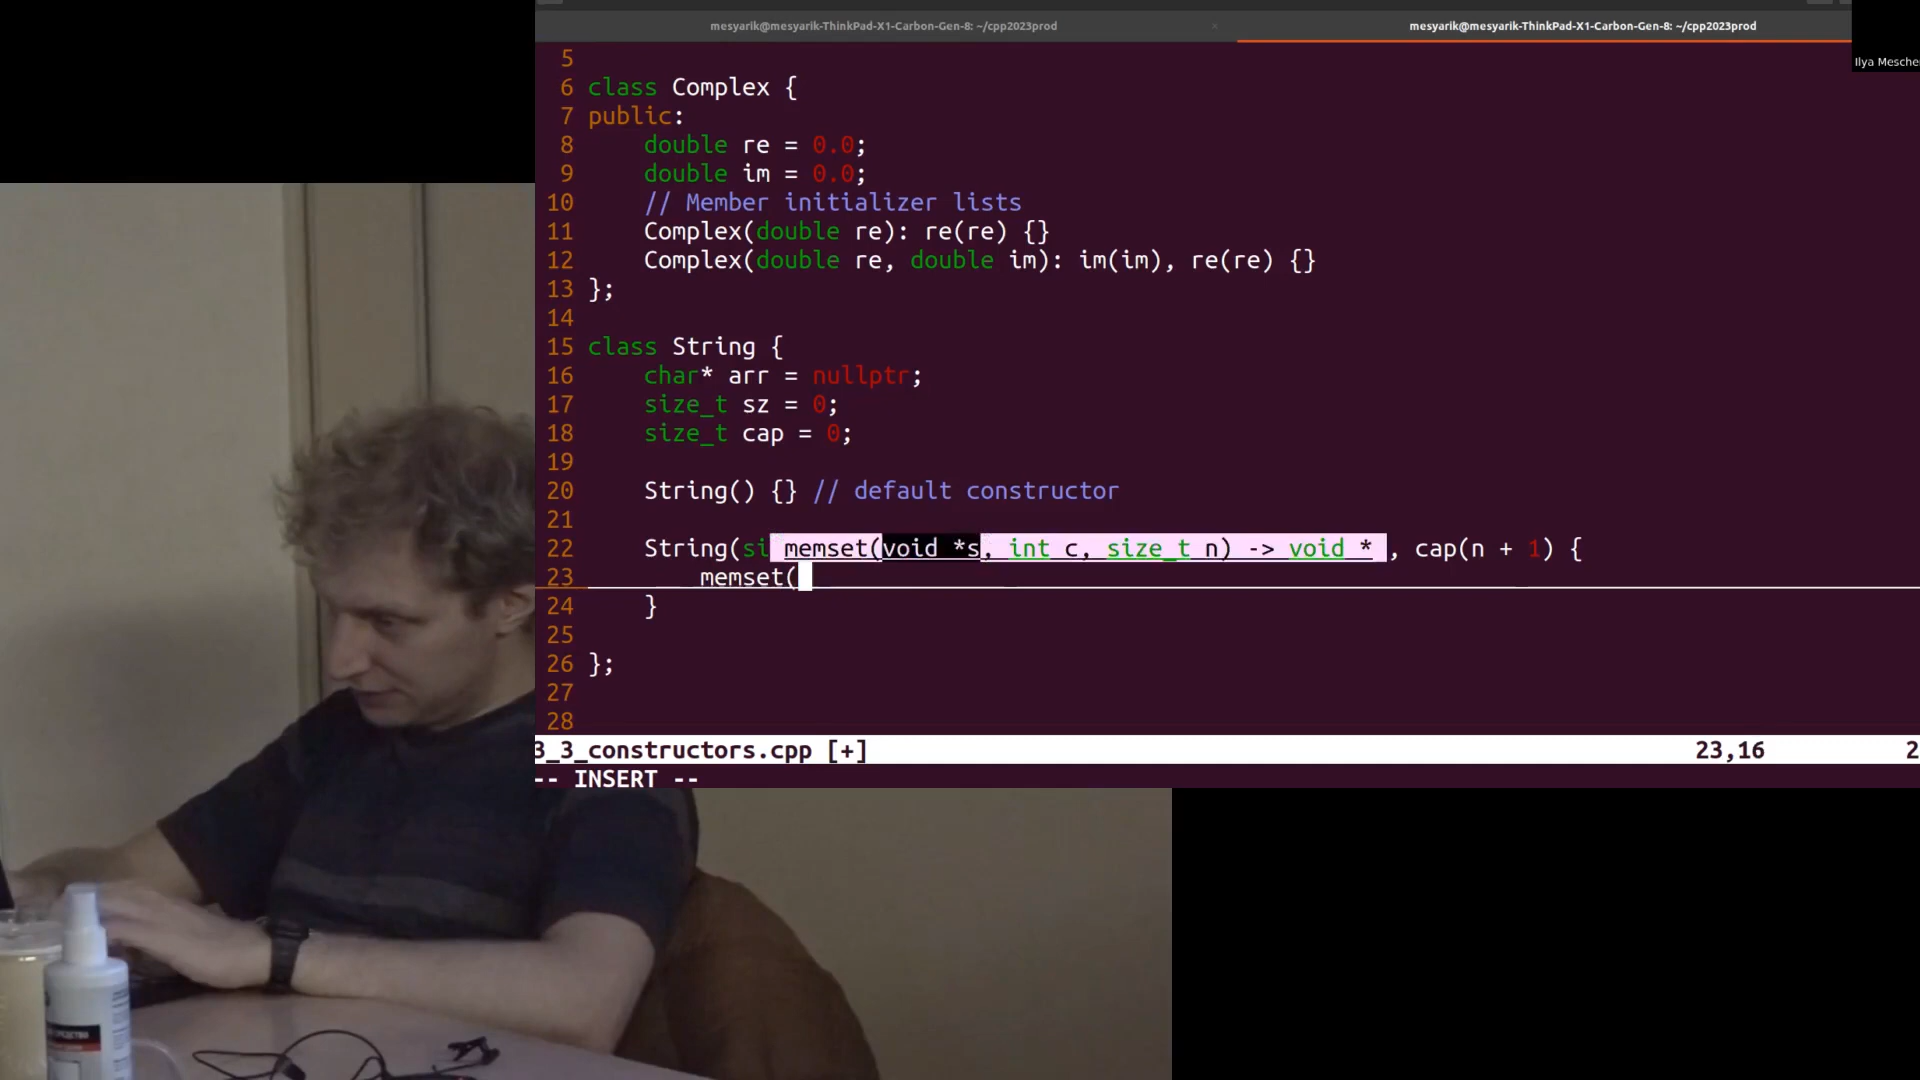 mesyarik@mesyarik-ThinkPad-X1-Carbon-Gen-8: ~/cpp2023prod × mesyarik@mesyarik-ThinkPad-X1-Carbon-Gen-8: ~/cpp2023prod
Ilya Mesche
5
6 class Complex {
7 public:
8 double re = 0.0;
9 double im = 0.0;
10 // Member initializer lists
11 Complex(double re): re(re) {}
12 Complex(double re, double im): im(im), re(re) {}
13 };
14
15 class String {
16 char* arr = nullptr;
17 size_t sz = 0;
18 size_t cap = 0;
19
20 String() {} // default constructor
21
22 String(si memset(void *s, int c, size_t n) -> void * , cap(n + 1) {
23 memset(
24 }
25
26 };
27
28
3_3_constructors.cpp [+] 23,16 2
-- INSERT --